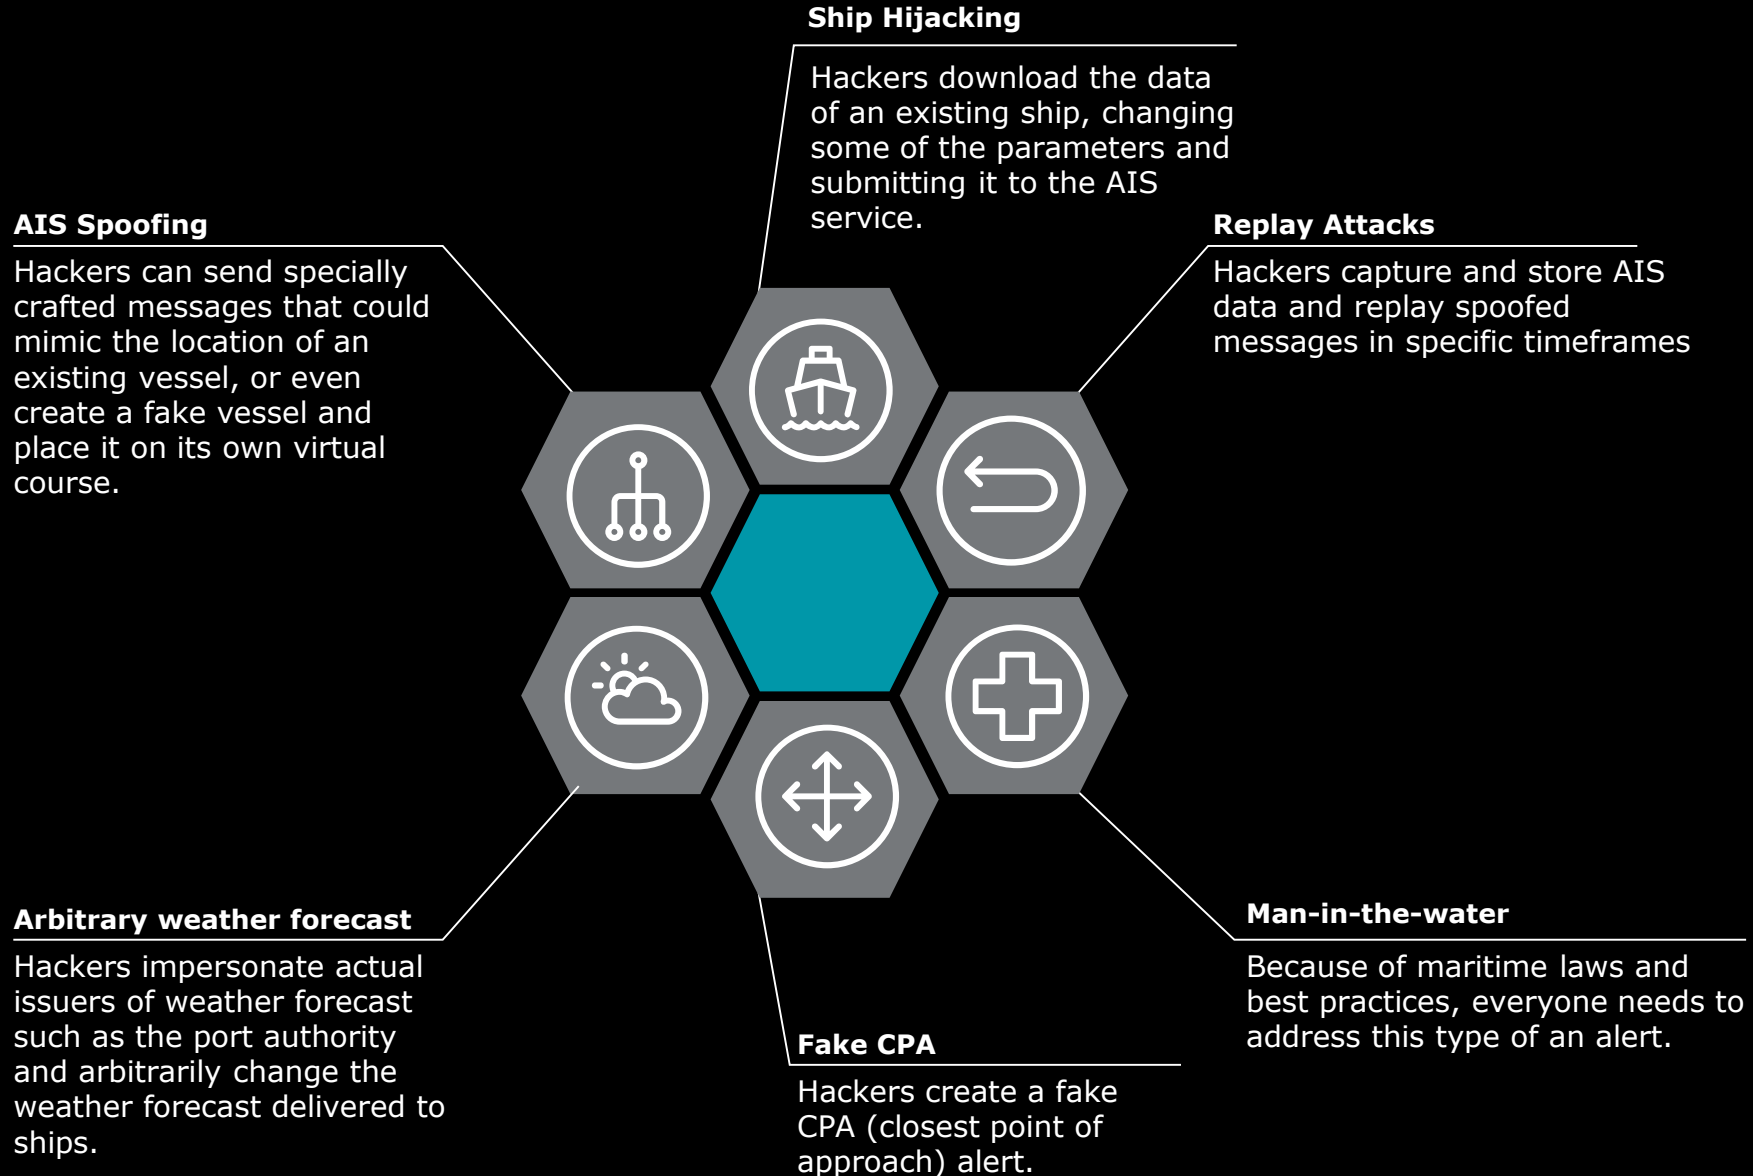 Ship Hijacking
Hackers download the data
of an existing ship, changing
some of the parameters and
submitting it to the AIS
service.
AIS Spoofing
Hackers can send specially
crafted messages that could
mimic the location of an
existing vessel, or even
create a fake vessel and
place it on its own virtual
course.
Replay Attacks
Hackers capture and store AIS
data and replay spoofed
messages in specific timeframes
Arbitrary weather forecast
Hackers impersonate actual
issuers of weather forecast
such as the port authority
and arbitrarily change the
weather forecast delivered to
ships.
Fake CPA
Hackers create a fake
CPA (closest point of
approach) alert.
Man-in-the-water
Because of maritime laws and
best practices, everyone needs to
address this type of an alert.